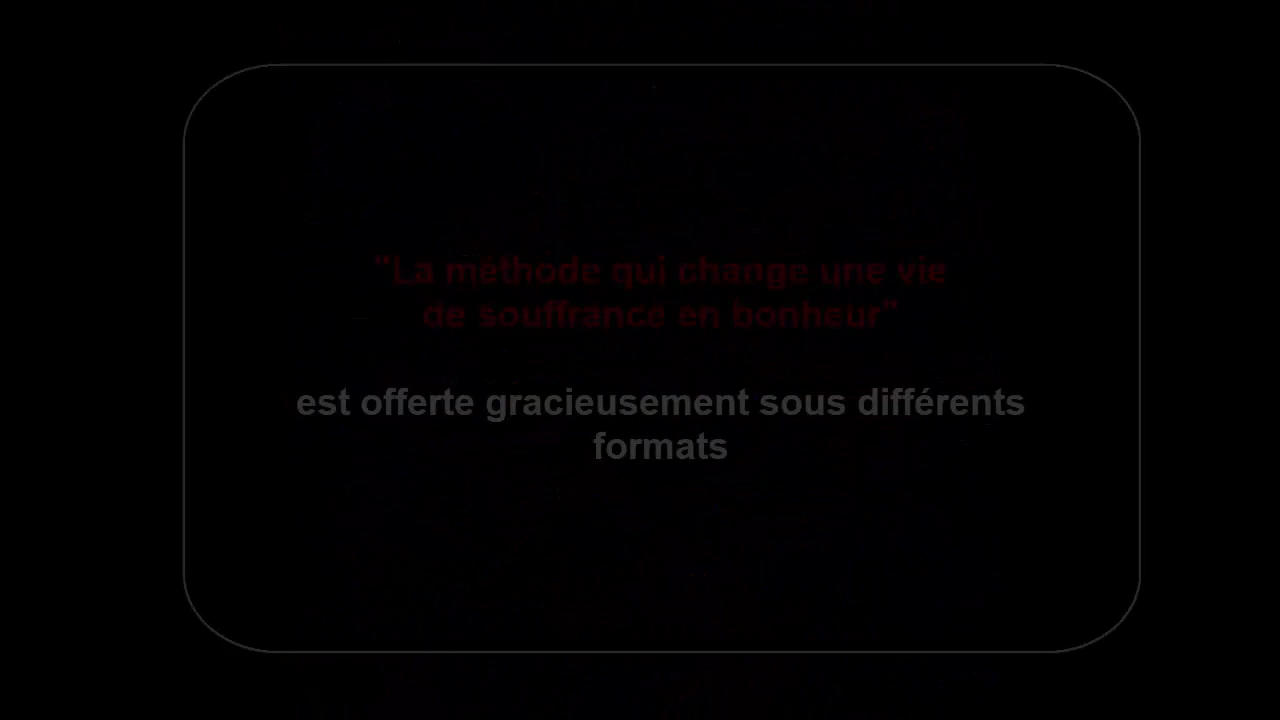 "La méthode qui change une vie
de souffrance en bonheur"
est offerte gracieusement sous différents
formats